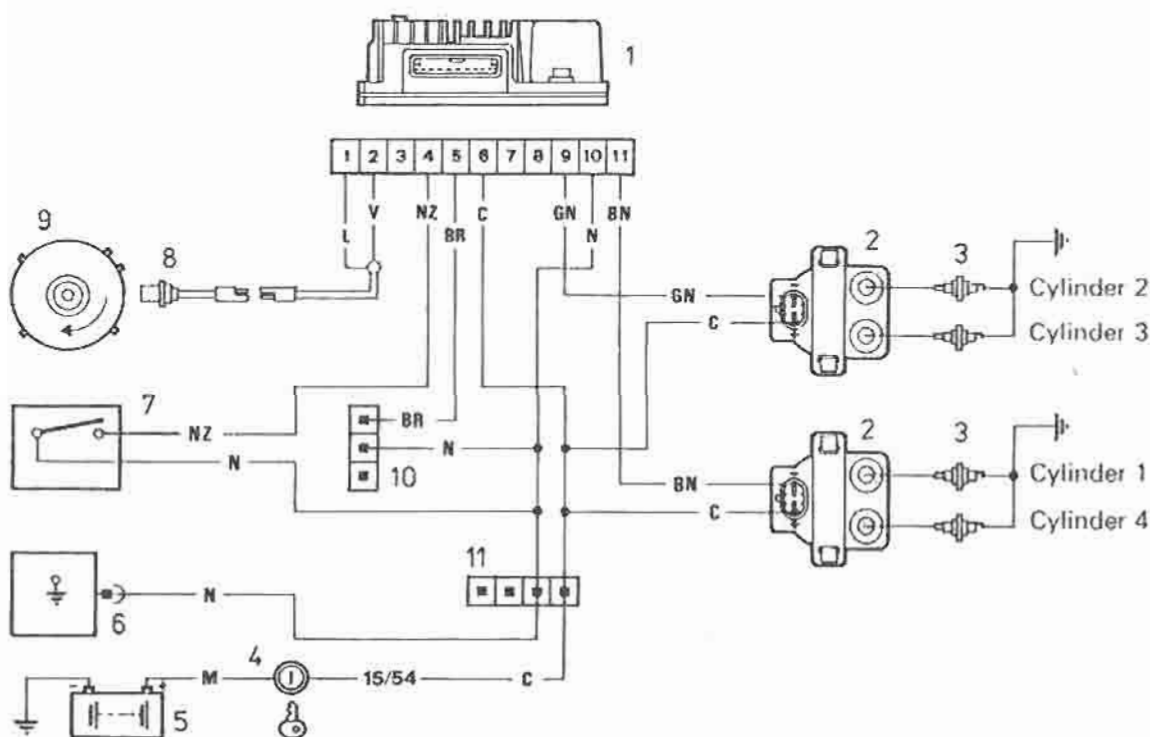 1
1 2 3 4 5 6 7 8 9 10 11
L V NZ BR C GN N BN
9
8
2 3
GN
Cylinder 2
C
Cylinder 3
7
BR
NZ
N
N
10
2 3
BN
Cylinder 1
C
Cylinder 4
11
N
6
4
M 15/54 C
- +
5